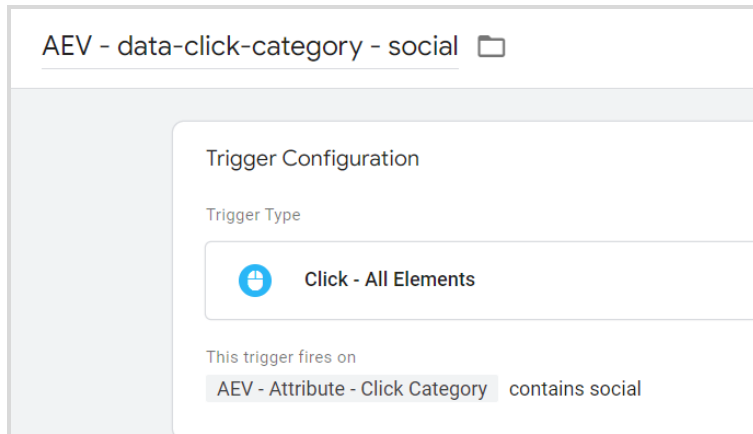 AEV - data-click-category - social
Trigger Configuration
Trigger Type
Click - All Elements
This trigger fires on
AEV - Attribute - Click Category contains social